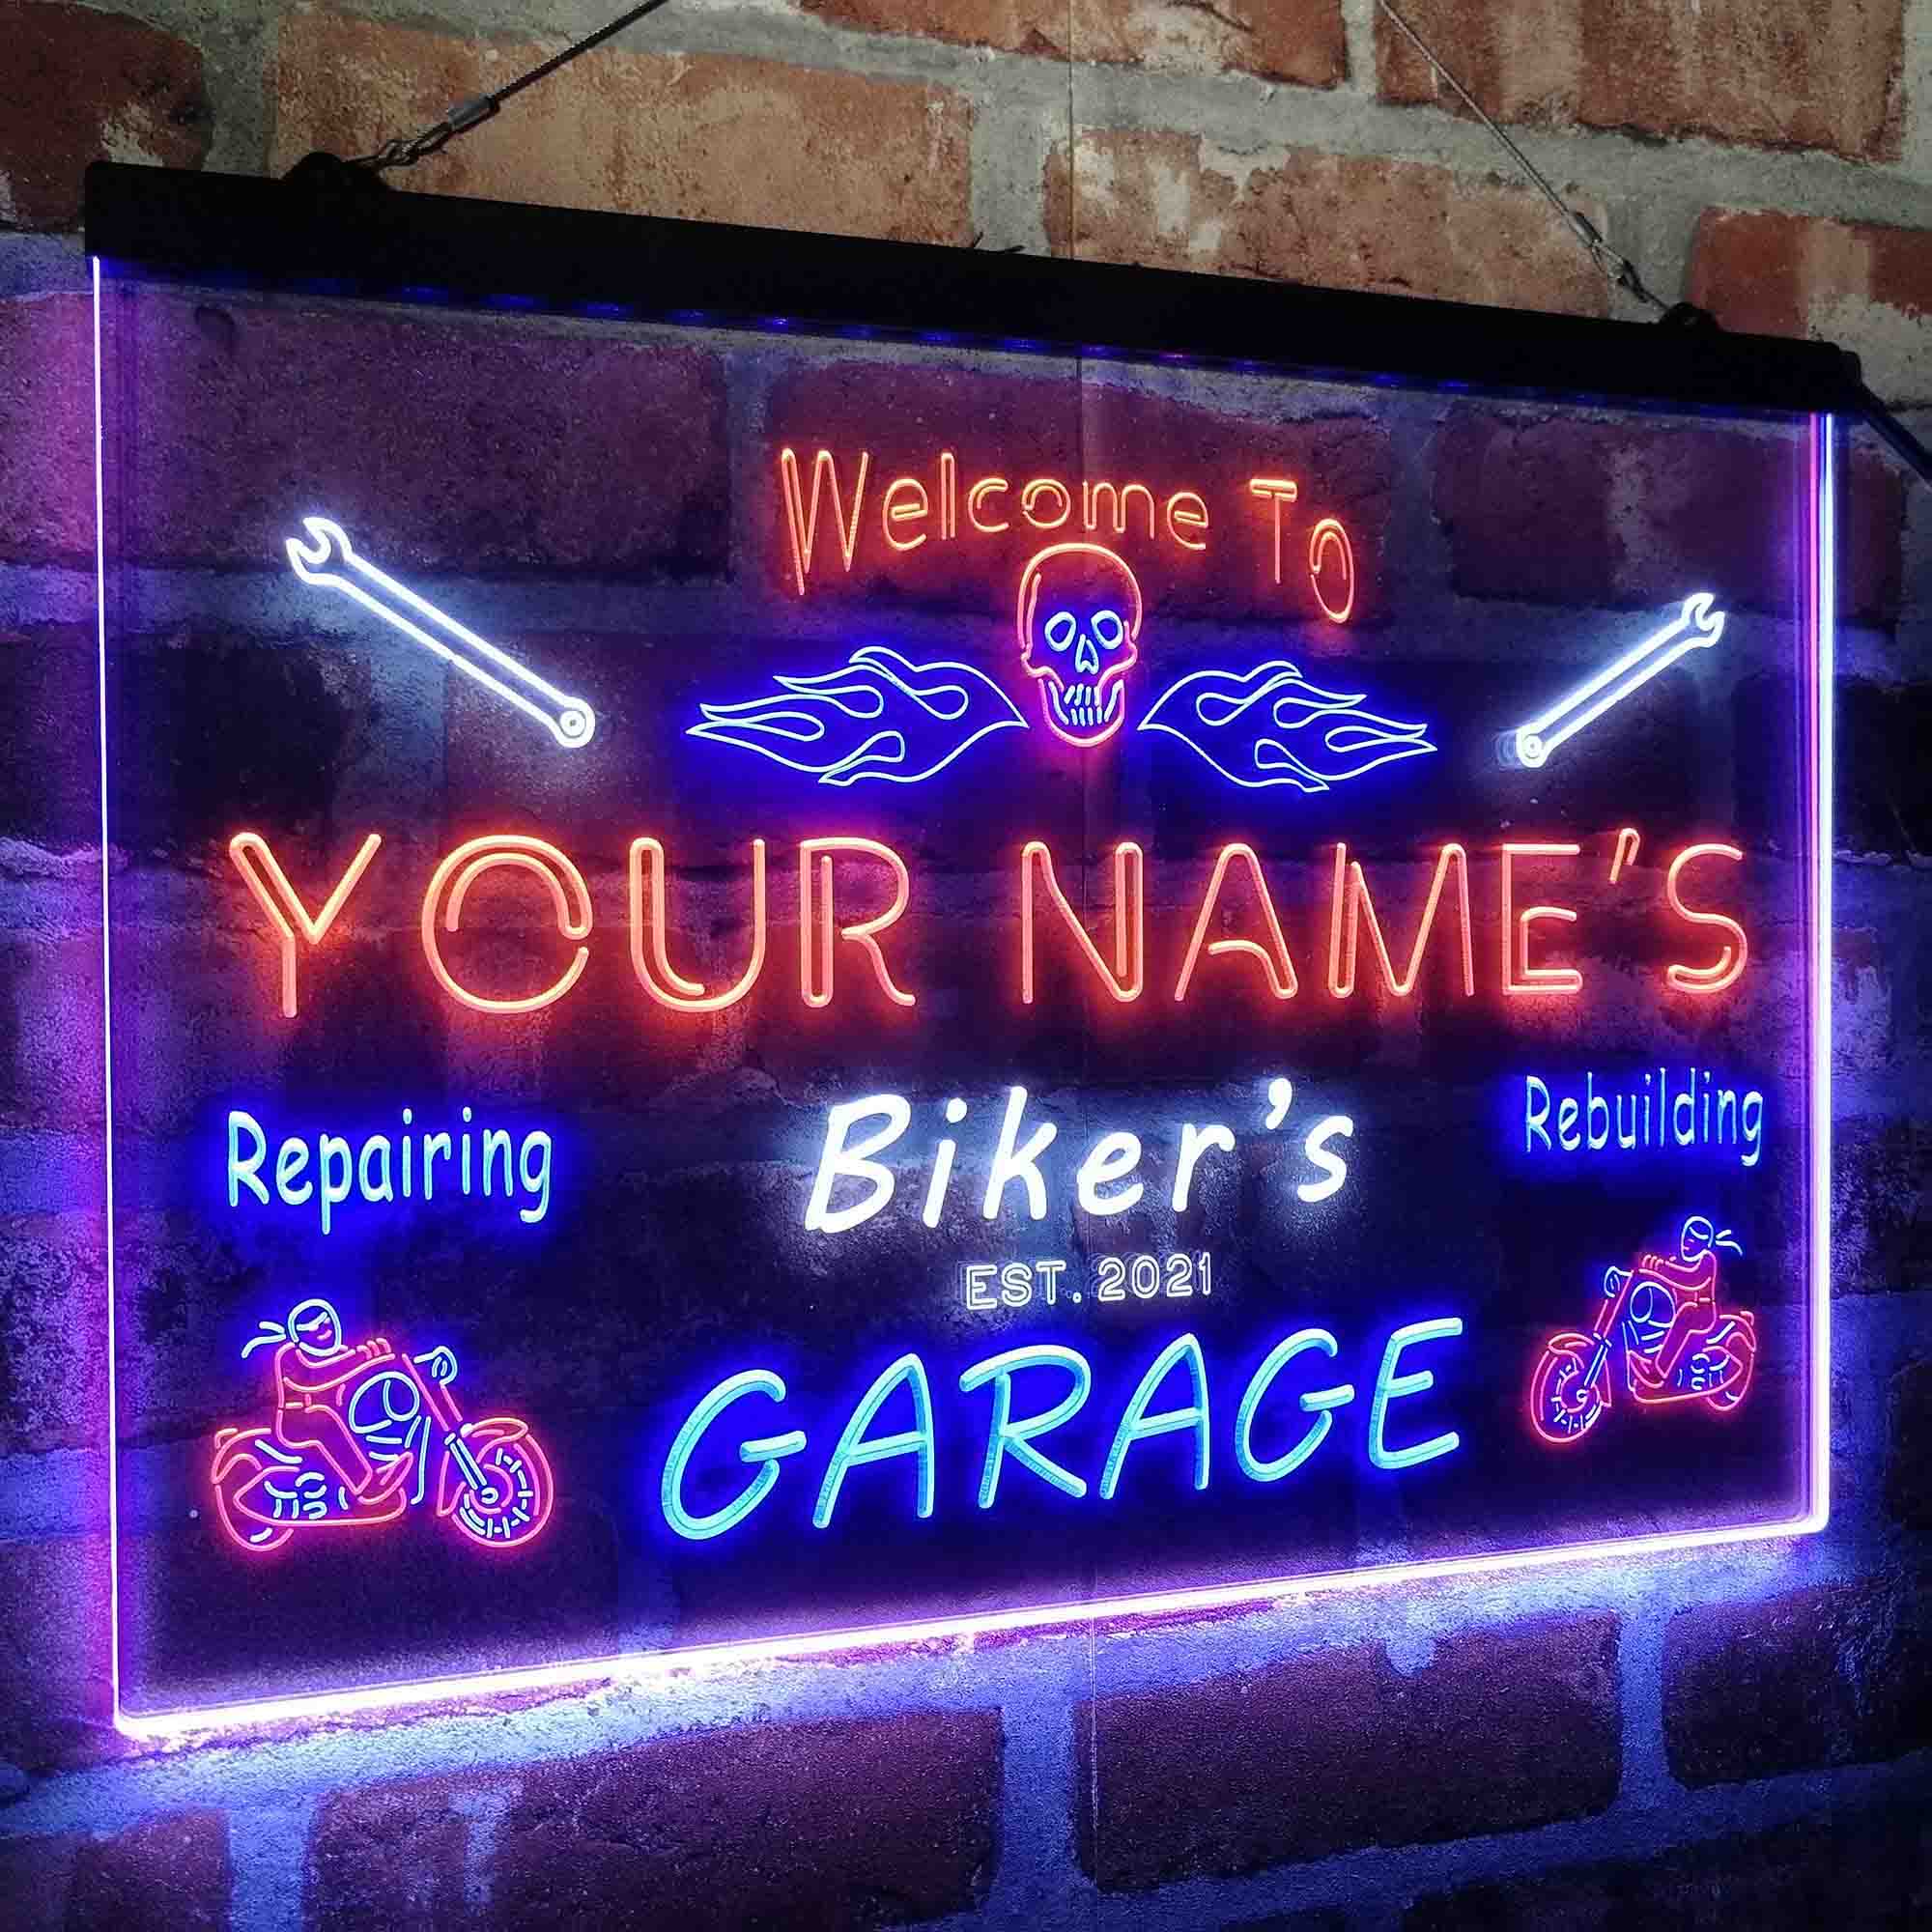 Welcome To
YOUR NAME'S
Repairing
Biker's
Rebuilding
EST. 2021
GARAGE